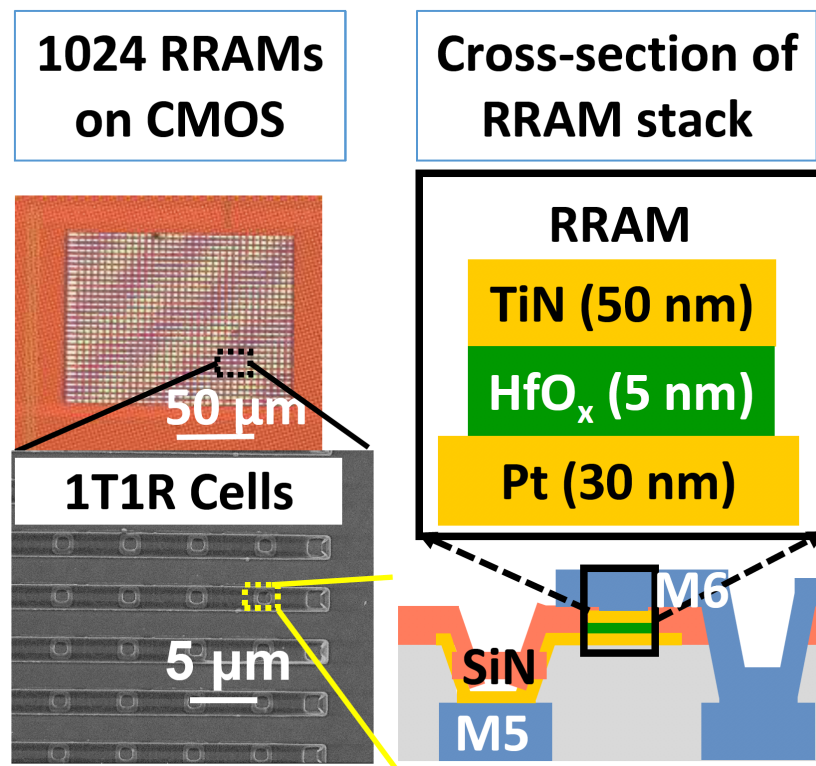 1024 RRAMs
on CMOS
50 μm
1T1R Cells
5 μm
Cross-section of
RRAM stack
RRAM
TiN (50 nm)
HfOₓ (5 nm)
Pt (30 nm)
M6
SiN
M5